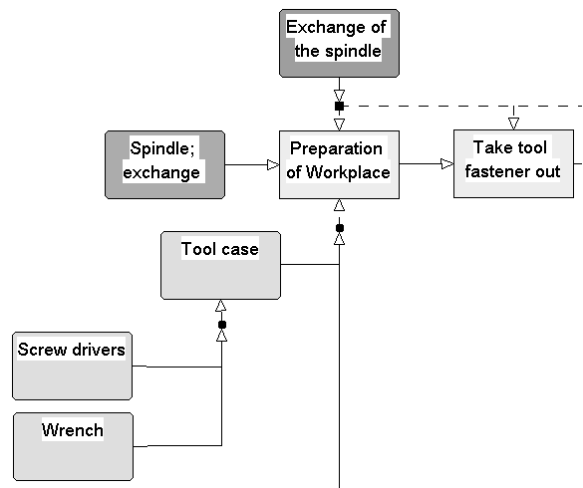 Exchange of
the spindle
Spindle;
exchange
Preparation
of Workplace
Take tool
fastener out
Tool case
Screw drivers
Wrench